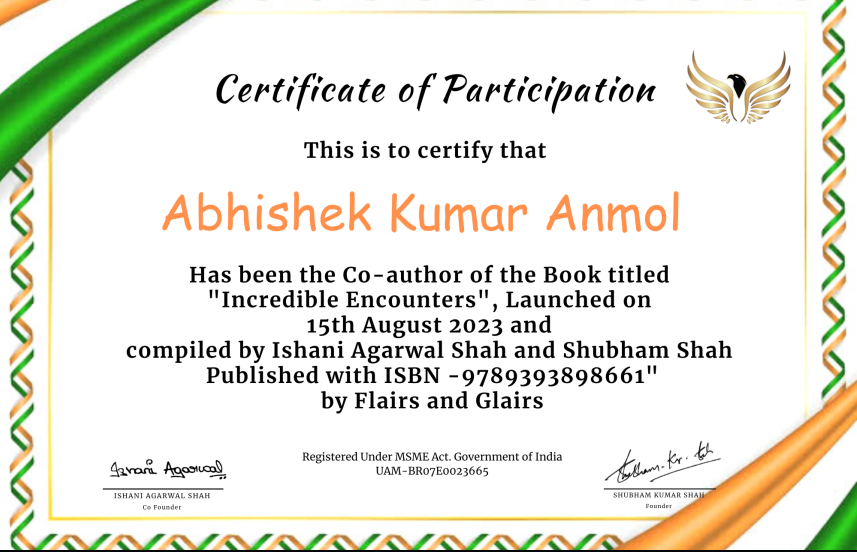 Certificate of Participation
This is to certify that
Abhishek Kumar Anmol
Has been the Co-author of the Book titled
"Incredible Encounters", Launched on
15th August 2023 and
compiled by Ishani Agarwal Shah and Shubham Shah
Published with ISBN -9789393898661"
by Flairs and Glairs
Registered Under MSME Act. Government of India
UAM-BR07E0023665
Ishani Agarwal
ISHANI AGARWAL SHAH
Co Founder
Shubham. Kr. Sh
SHUBHAM KUMAR SHAH
Founder